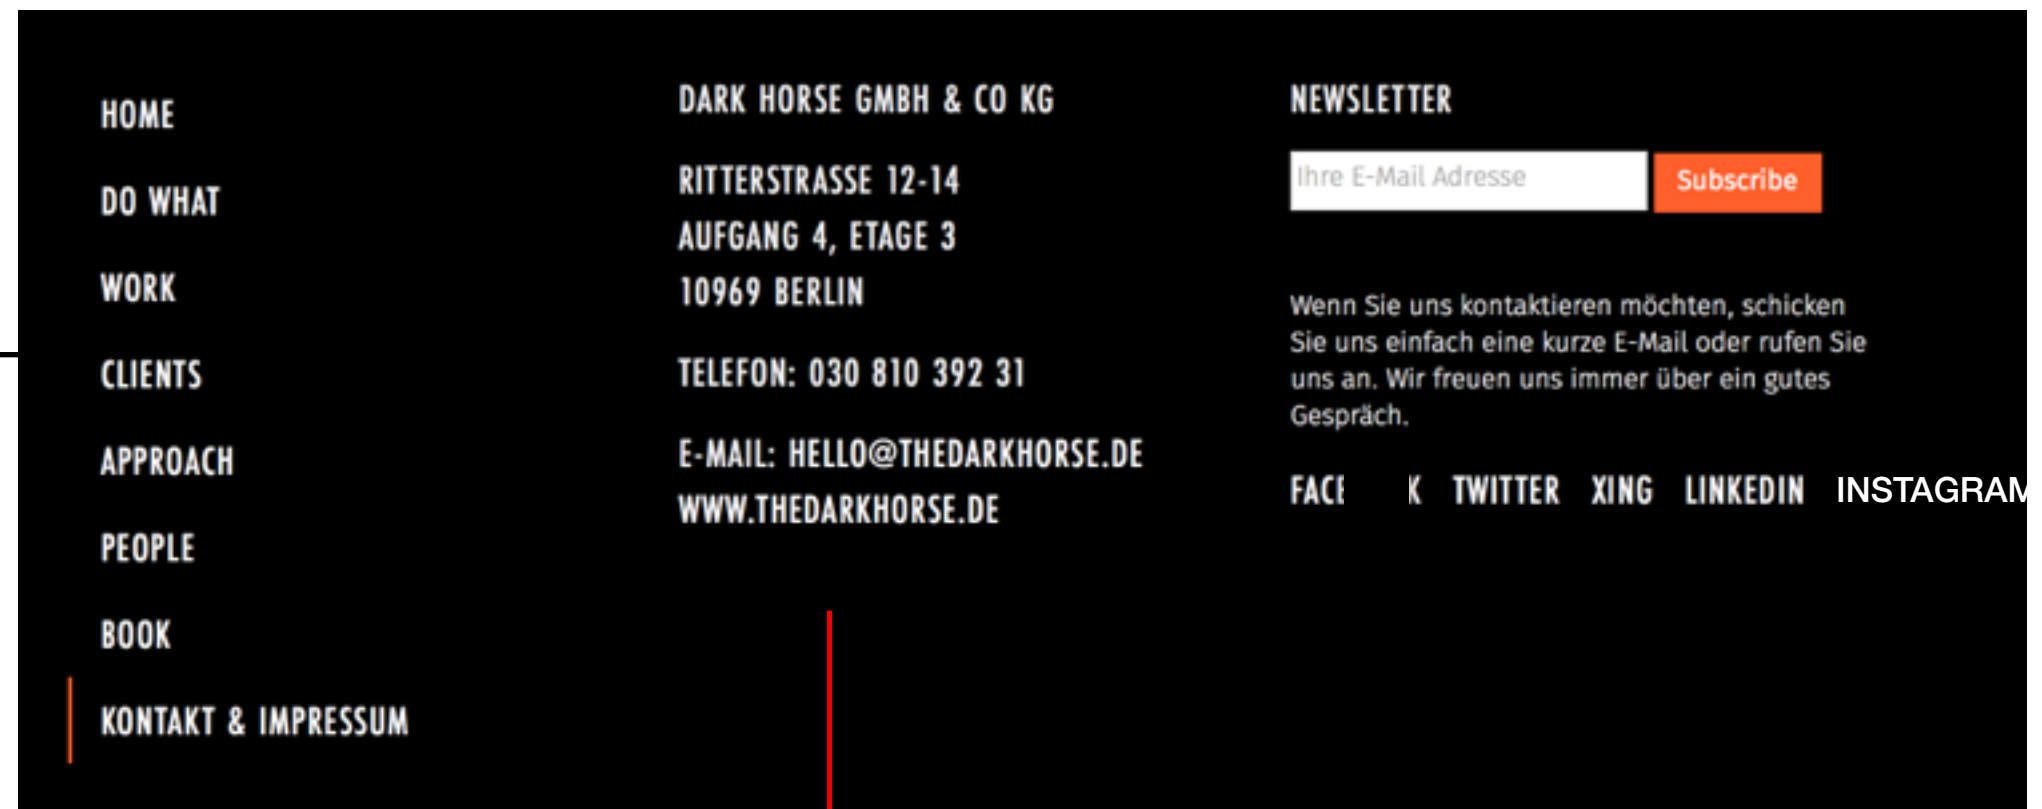 HOME
DO WHAT
WORK
CLIENTS
APPROACH
PEOPLE
BOOK
KONTAKT & IMPRESSUM
DARK HORSE GMBH & CO KG
RITTERSTRASSE 12-14
AUFGANG 4, ETAGE 3
10969 BERLIN
TELEFON: 030 810 392 31
E-MAIL: HELLO@THEDARKHORSE.DE
WWW.THEDARKHORSE.DE
NEWSLETTER
Ihre E-Mail Adresse Subscribe
Wenn Sie uns kontaktieren möchten, schicken
Sie uns einfach eine kurze E-Mail oder rufen Sie
uns an. Wir freuen uns immer über ein gutes
Gespräch.
TWITTER XING LINKEDIN INSTAGRAM